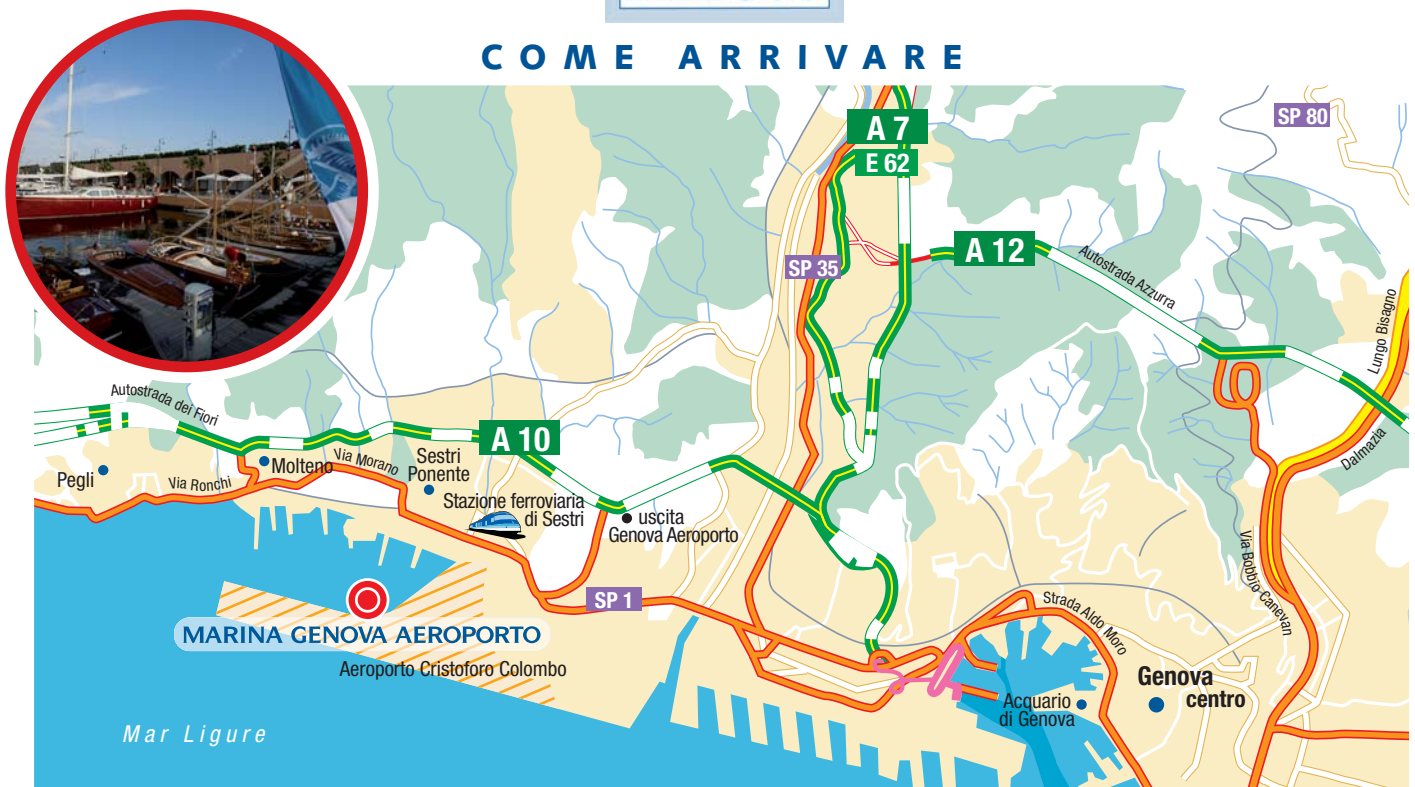 COME ARRIVARE
A 7
E 62
SP 80
SP 35
A 12
Autostrada Azzurra
Lungo Bisagno
Dalmazia
Autostrada dei Fiori
A 10
Pegli
Molteno
Via Morano
Via Ronchi
Sestri
Ponente
Stazione ferroviaria
di Sestri
uscita
Genova Aeroporto
SP 1
Via Bobbio
Canevari
Strada Aldo Moro
MARINA GENOVA AEROPORTO
Aeroporto Cristoforo Colombo
Genova
centro
Acquario
di Genova
Mar Ligure